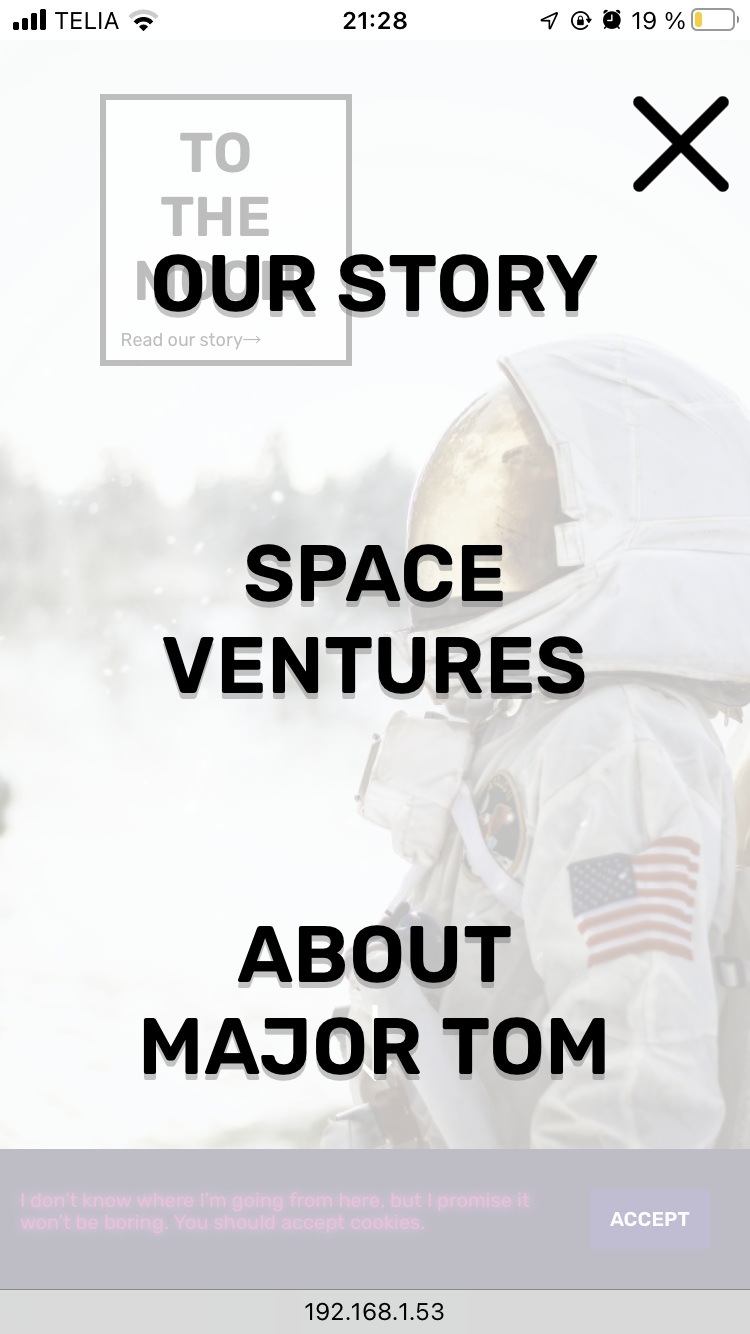 TELIA 21:28 19 %
TO
THE
MOON
Read our story→
OUR STORY
SPACE
VENTURES
ABOUT
MAJOR TOM
I don't know where I'm going from here, but I promise it
won't be boring. You should accept cookies.
ACCEPT
192.168.1.53